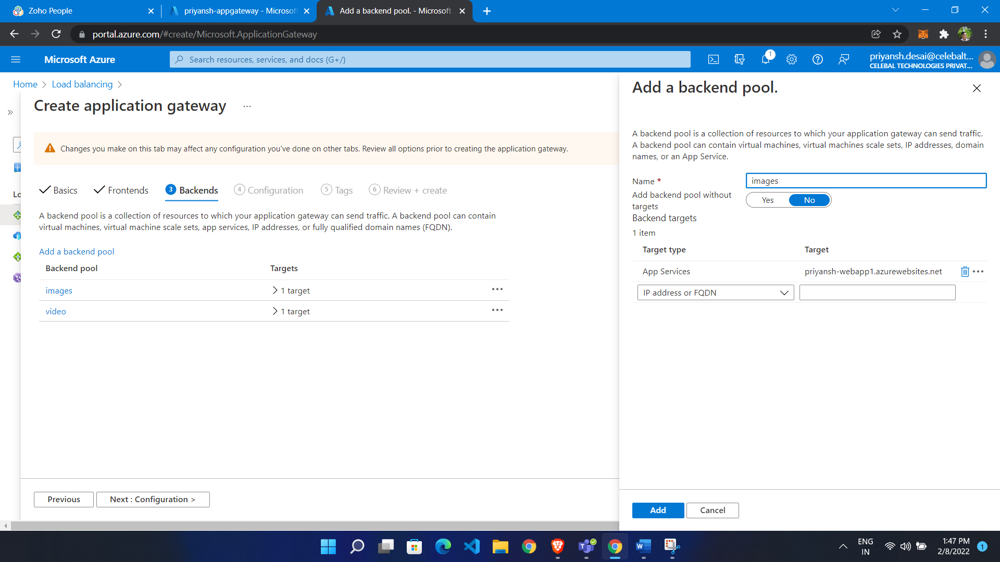 Zoho People
priyansh-appgateway - Microsof
Add a backend pool. - Microsoft
portal.azure.com/#create/Microsoft.ApplicationGateway
Microsoft Azure
Search resources, services, and docs (G+/)
1
priyansh.desai@celebalt...
CELEBAL TECHNOLOGIES PRIVAT...
Home > Load balancing >
Create application gateway ...
Changes you make on this tab may affect any configuration you've done on other tabs. Review all options prior to creating the application gateway.
Lo
Basics
Frontends
3 Backends
4 Configuration
5 Tags
6 Review + create
A backend pool is a collection of resources to which your application gateway can send traffic. A backend pool can contain
virtual machines, virtual machine scale sets, app services, IP addresses, or fully qualified domain names (FQDN).
Add a backend pool
Backend pool Targets
images > 1 target ...
video > 1 target ...
Previous
Next : Configuration >
Add a backend pool.
A backend pool is a collection of resources to which your application gateway can send traffic.
A backend pool can contain virtual machines, virtual machines scale sets, IP addresses, domain
names, or an App Service.
Name * images
Add backend pool without
targets
Yes No
Backend targets
1 item
Target type Target
App Services priyansh-webapp1.azurewebsites.net ...
IP address or FQDN
Add
Cancel
ENG
IN
1:47 PM
2/8/2022
1